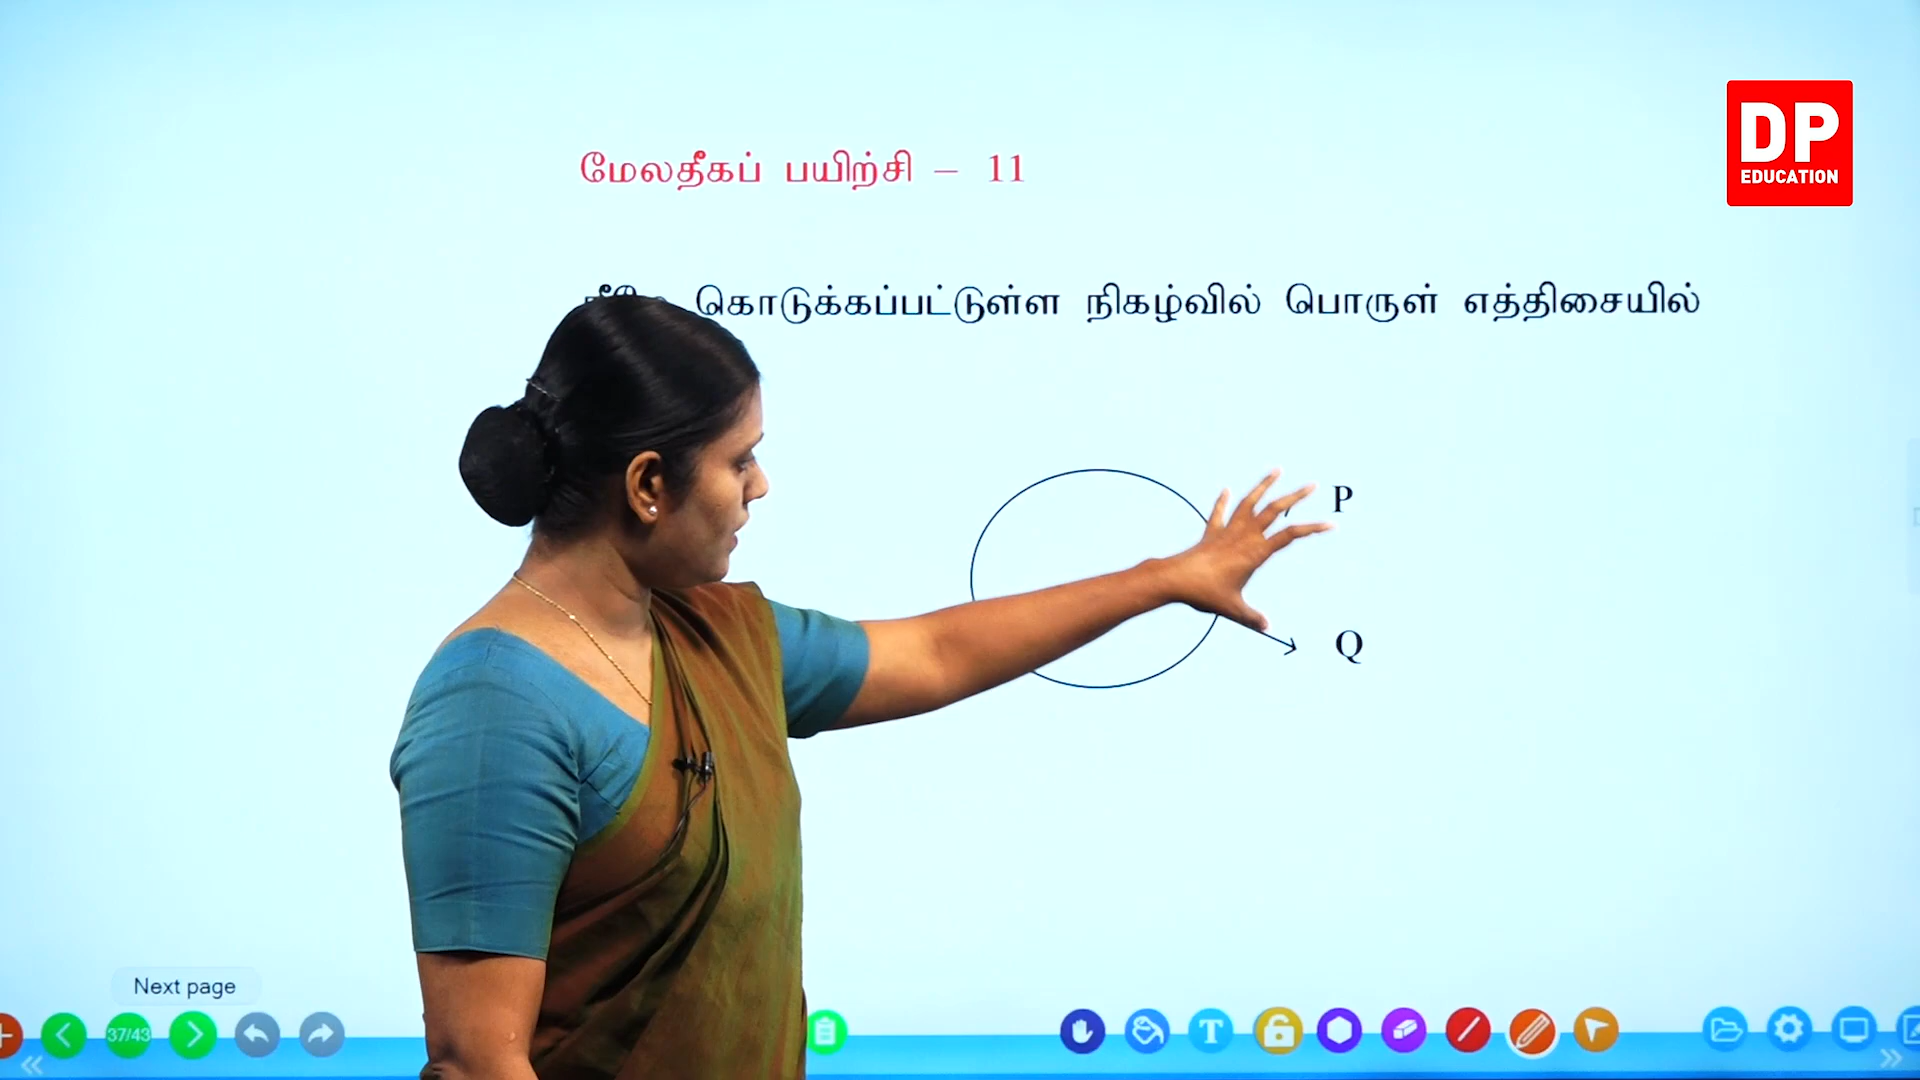 DP
EDUCATION
மேலதீகப் பயிற்சி – 11
கொடுக்கப்பட்டுள்ள நிகழ்வில் பொருள் எத்திசையில்
P
Q
Next page
37/43
T